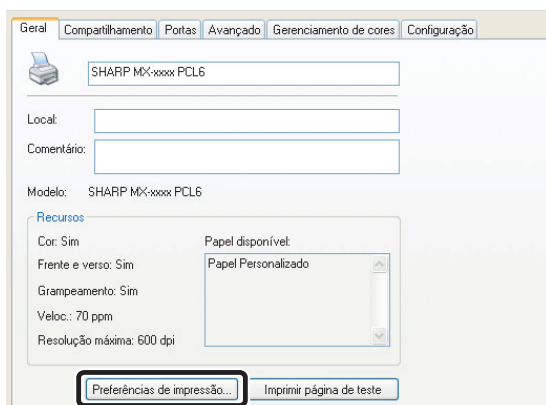 Geral Compartilhamento Portas Avançado Gerenciamento de cores Configuração
SHARP MX-xxxx PCL6
Local:
Comentário:
Modelo: SHARP MX-xxxx PCL6
Recursos
Cor: Sim Papel disponível:
Frente e verso: Sim Papel Personalizado
Grampeamento: Sim
Veloc.: 70 ppm
Resolução máxima: 600 dpi
Preferências de impressão... Imprimir página de teste